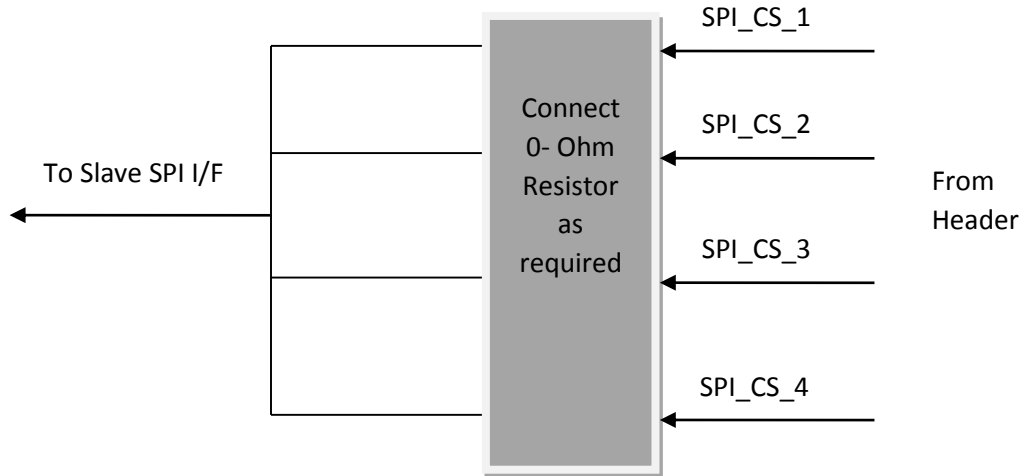 To Slave SPI I/F
Connect
0- Ohm
Resistor
as
required
SPI_CS_1
SPI_CS_2
SPI_CS_3
SPI_CS_4
From
Header